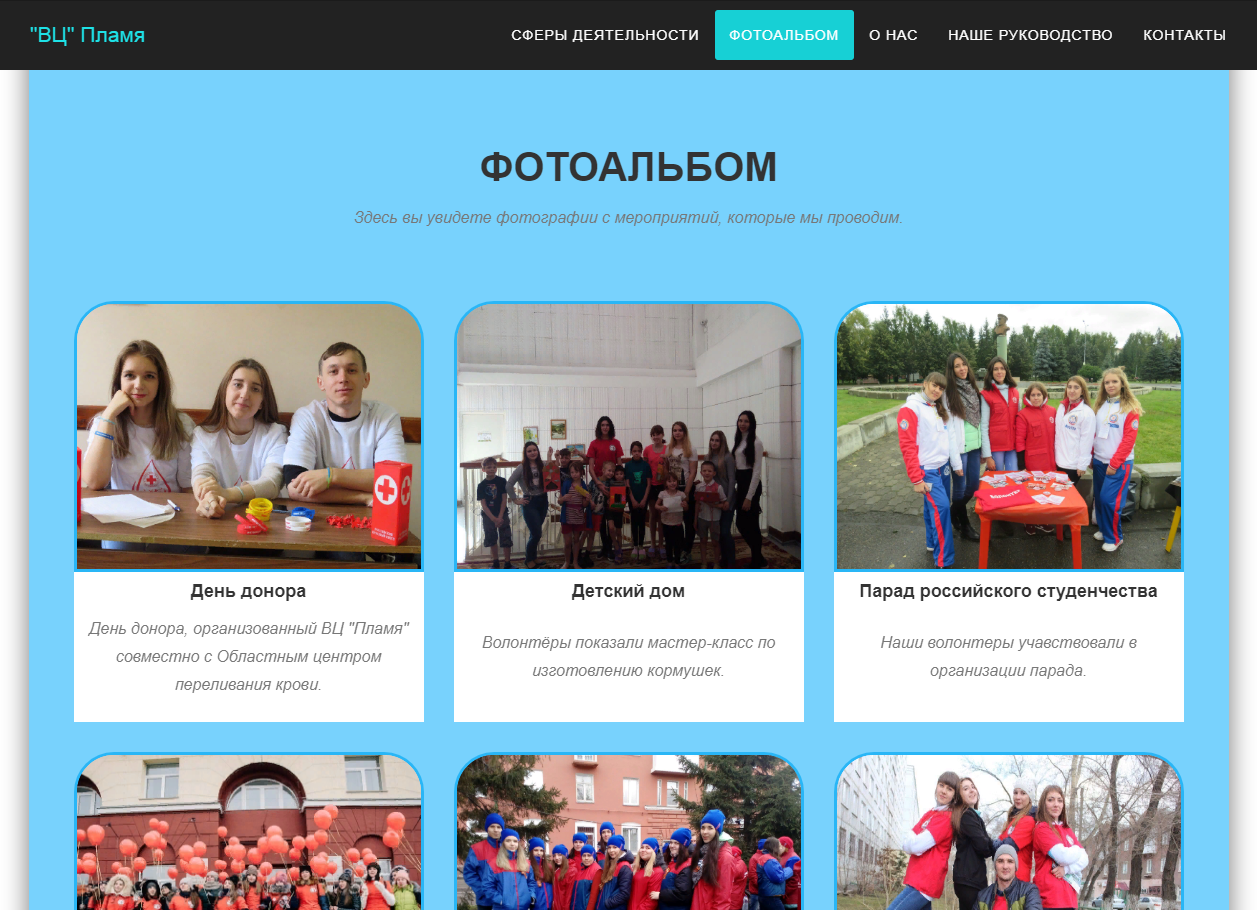 "ВЦ" Пламя
СФЕРЫ ДЕЯТЕЛЬНОСТИ
ФОТОАЛЬБОМ
О НАС
НАШЕ РУКОВОДСТВО
КОНТАКТЫ
ФОТОАЛЬБОМ
Здесь вы увидете фотографии с мероприятий, которые мы проводим.
День донора
День донора, организованный ВЦ "Пламя"
совместно с Областным центром
переливания крови.
Детский дом
Волонтёры показали мастер-класс по
изготовлению кормушек.
Парад российского студенчества
Наши волонтеры учавствовали в
организации парада.